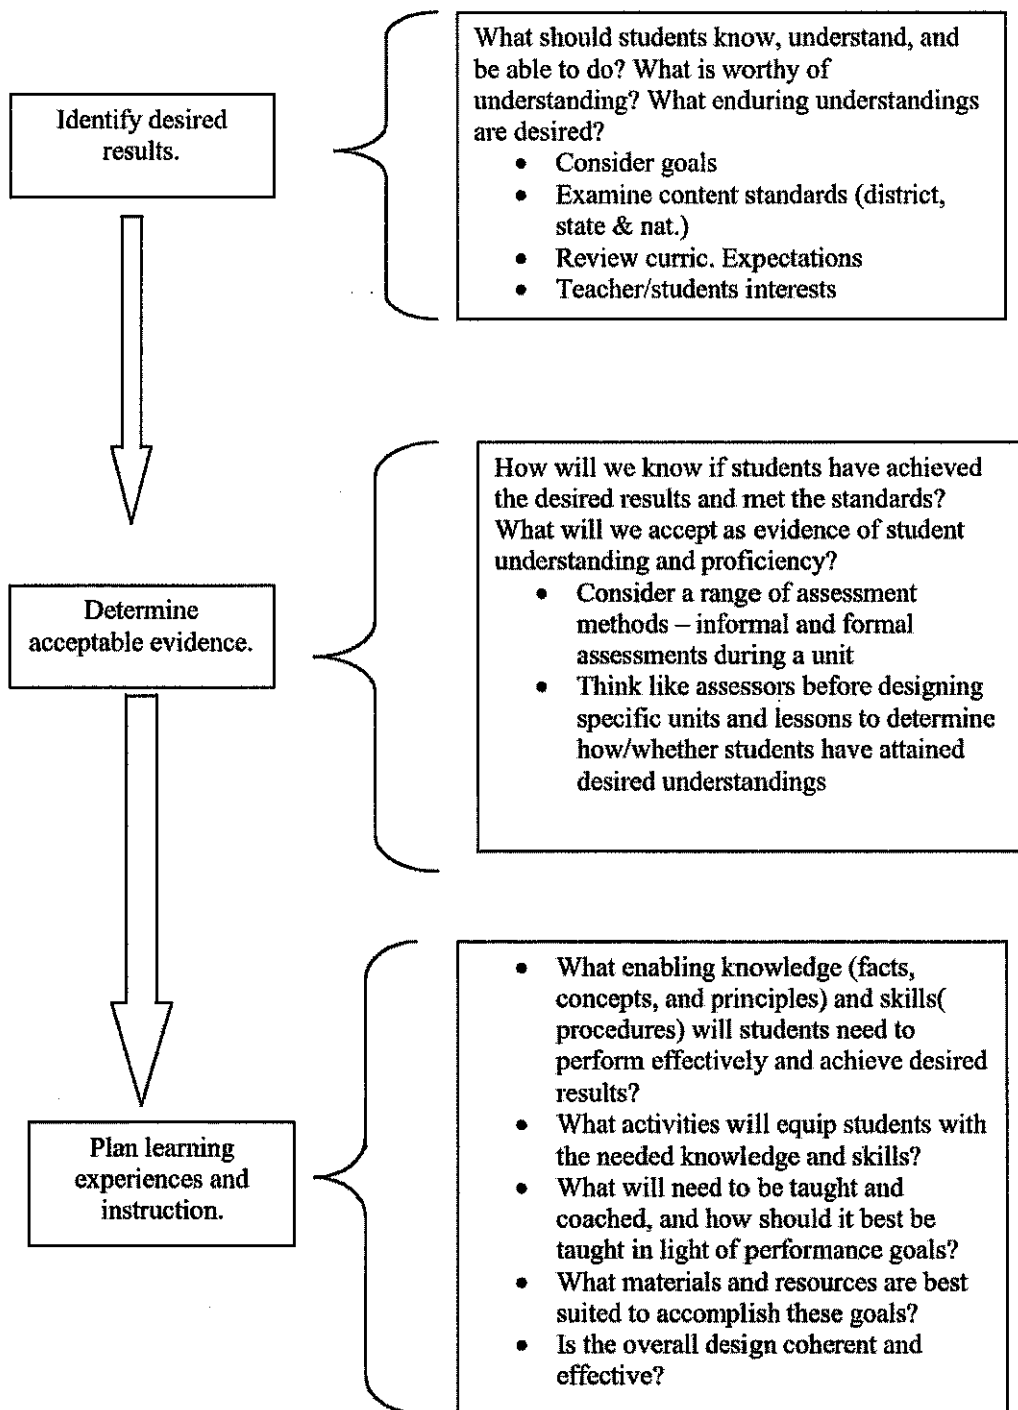 Identify desired
results.
What should students know, understand, and
be able to do? What is worthy of
understanding? What enduring understandings
are desired?
• Consider goals
• Examine content standards (district,
state & nat.)
• Review curric. Expectations
• Teacher/students interests
Determine
acceptable evidence.
How will we know if students have achieved
the desired results and met the standards?
What will we accept as evidence of student
understanding and proficiency?
• Consider a range of assessment
methods – informal and formal
assessments during a unit
• Think like assessors before designing
specific units and lessons to determine
how/whether students have attained
desired understandings
Plan learning
experiences and
instruction.
• What enabling knowledge (facts,
concepts, and principles) and skills(
procedures) will students need to
perform effectively and achieve desired
results?
• What activities will equip students with
the needed knowledge and skills?
• What will need to be taught and
coached, and how should it best be
taught in light of performance goals?
• What materials and resources are best
suited to accomplish these goals?
• Is the overall design coherent and
effective?